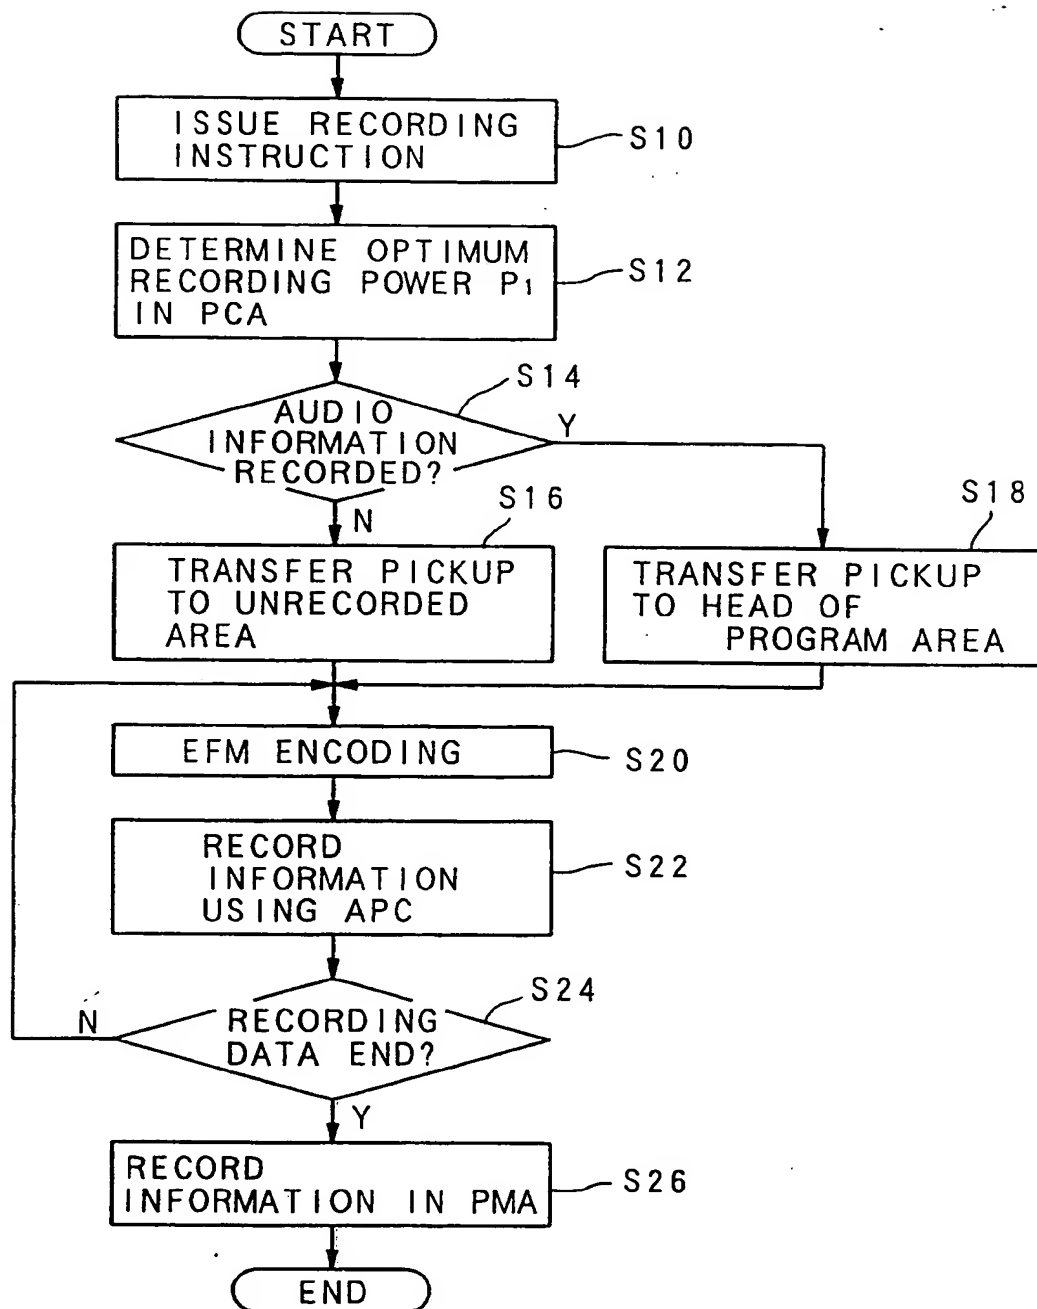 START
ISSUE RECORDING
INSTRUCTION
S10
DETERMINE OPTIMUM
RECORDING POWER P1
IN PCA
S12
S14
AUDIO
INFORMATION
RECORDED?
Y
N
S16
S18
TRANSFER PICKUP
TO UNRECORDED
AREA
TRANSFER PICKUP
TO HEAD OF
PROGRAM AREA
EFM ENCODING
S20
RECORD
INFORMATION
USING APC
S22
S24
RECORDING
DATA END?
N
Y
RECORD
INFORMATION IN PMA
S26
END